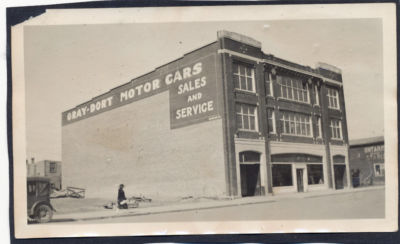 GRAY-DORT MOTOR CARS
SALES
AND
SERVICE